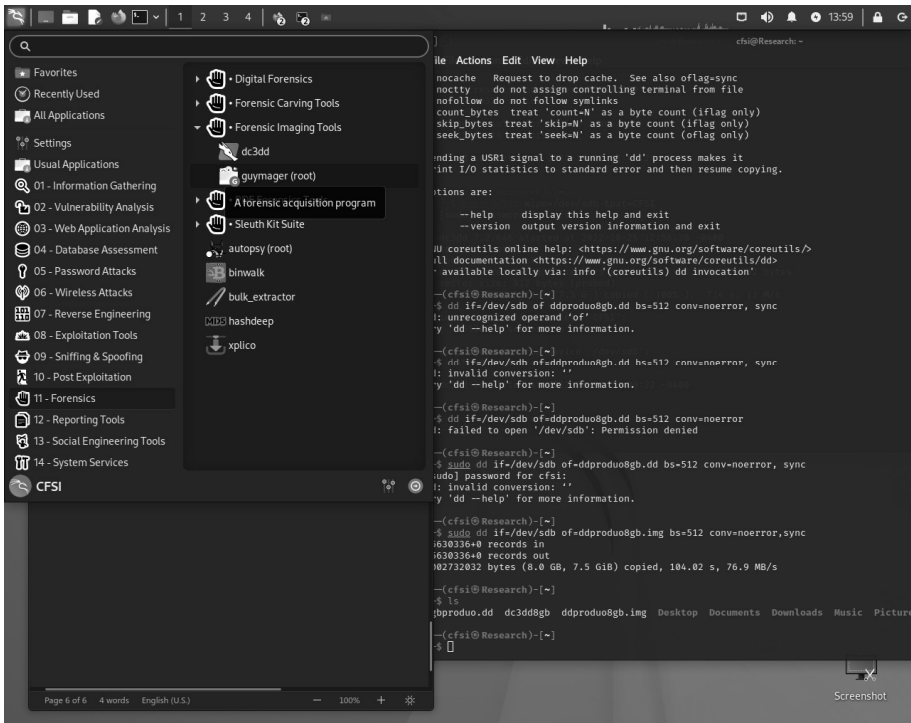 1 2 3 4
13:59
Favorites
Recently Used
All Applications
Settings
Usual Applications
01 - Information Gathering
02 - Vulnerability Analysis
03 - Web Application Analysis
04 - Database Assessment
05 - Password Attacks
06 - Wireless Attacks
07 - Reverse Engineering
08 - Exploitation Tools
09 - Sniffing & Spoofing
10 - Post Exploitation
11 - Forensics
12 - Reporting Tools
13 - Social Engineering Tools
14 - System Services
CFSI
• Digital Forensics
• Forensic Carving Tools
• Forensic Imaging Tools
dc3dd
guymager (root)
A forensic acquisition program
• Sleuth Kit Suite
autopsy (root)
binwalk
bulk_extractor
MD5 hashdeep
xplico
cfsi@Research: ~
ile Actions Edit View Help
nocache Request to drop cache. See also oflag=sync
noctty do not assign controlling terminal from file
nofollow do not follow symlinks
count_bytes treat 'count=N' as a byte count (iflag only)
skip_bytes treat 'skip=N' as a byte count (iflag only)
seek_bytes treat 'seek=N' as a byte count (oflag only)
ending a USR1 signal to a running 'dd' process makes it
rint I/O statistics to standard error and then resume copying.
ptions are:
--help display this help and exit
--version output version information and exit
NU coreutils online help: <https://www.gnu.org/software/coreutils/>
ull documentation <https://www.gnu.org/software/coreutils/dd>
r available locally via: info '(coreutils) dd invocation'
—(cfsi㉿Research)-[~]
$ dd if=/dev/sdb of ddproduo8gb.dd bs=512 conv=noerror, sync
d: unrecognized operand ‘of’
ry 'dd --help' for more information.
—(cfsi㉿Research)-[~]
$ dd if=/dev/sdb of=ddproduo8gb.dd bs=512 conv=noerror, sync
d: invalid conversion: ‘’
ry 'dd --help' for more information.
—(cfsi㉿Research)-[~]
$ dd if=/dev/sdb of=ddproduo8gb.dd bs=512 conv=noerror
d: failed to open '/dev/sdb': Permission denied
—(cfsi㉿Research)-[~]
$ sudo dd if=/dev/sdb of=ddproduo8gb.dd bs=512 conv=noerror, sync
sudo] password for cfsi:
d: invalid conversion: ‘’
ry 'dd --help' for more information.
—(cfsi㉿Research)-[~]
$ sudo dd if=/dev/sdb of=ddproduo8gb.img bs=512 conv=noerror,sync
5630336+0 records in
5630336+0 records out
002732032 bytes (8.0 GB, 7.5 GiB) copied, 104.02 s, 76.9 MB/s
—(cfsi㉿Research)-[~]
$ ls
gbproduo.dd dc3dd8gb ddproduo8gb.img Desktop Documents Downloads Music Picture
—(cfsi㉿Research)-[~]
$
Page 6 of 6 4 words English (U.S.) 100%
Screenshot